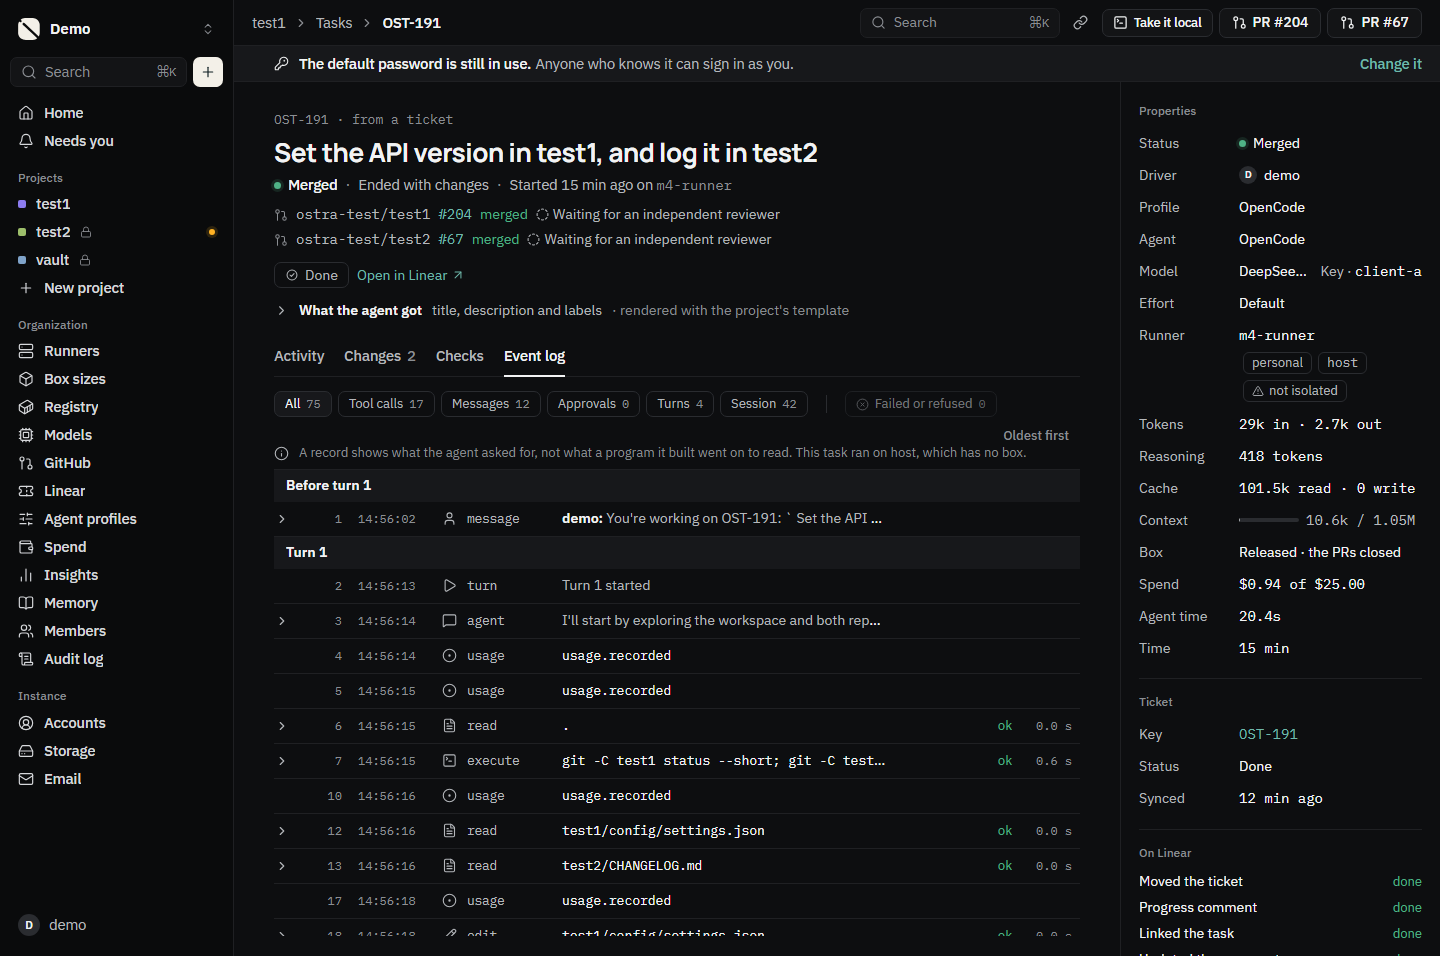 Demo
test1 > Tasks > OST-191
Search ⌘K
Take it local
PR #204
PR #67
Search ⌘K
The default password is still in use. Anyone who knows it can sign in as you.
Change it
Home
Needs you
Projects
test1
test2
vault
New project
Organization
Runners
Box sizes
Registry
Models
GitHub
Linear
Agent profiles
Spend
Insights
Memory
Members
Audit log
Instance
Accounts
Storage
Email
D demo
OST-191 · from a ticket
Set the API version in test1, and log it in test2
Merged · Ended with changes · Started 15 min ago on m4-runner
ostra-test/test1 #204 merged Waiting for an independent reviewer
ostra-test/test2 #67 merged Waiting for an independent reviewer
Done Open in Linear ↗
What the agent got title, description and labels · rendered with the project's template
Activity Changes 2 Checks Event log
All 75 Tool calls 17 Messages 12 Approvals 0 Turns 4 Session 42 Failed or refused 0
Oldest first
A record shows what the agent asked for, not what a program it built went on to read. This task ran on host, which has no box.
Before turn 1
1 14:56:02 message demo: You're working on OST-191: ` Set the API ...
Turn 1
2 14:56:13 turn Turn 1 started
3 14:56:14 agent I'll start by exploring the workspace and both rep...
4 14:56:14 usage usage.recorded
5 14:56:15 usage usage.recorded
6 14:56:15 read . ok 0.0 s
7 14:56:15 execute git -C test1 status --short; git -C test... ok 0.6 s
10 14:56:16 usage usage.recorded
12 14:56:16 read test1/config/settings.json ok 0.0 s
13 14:56:16 read test2/CHANGELOG.md ok 0.0 s
17 14:56:18 usage usage.recorded
18 14:56:18 edit test1/config/settings.json ok 0.0 s
Properties
Status Merged
Driver D demo
Profile OpenCode
Agent OpenCode
Model DeepSee... Key · client-a
Effort Default
Runner m4-runner
personal host
not isolated
Tokens 29k in · 2.7k out
Reasoning 418 tokens
Cache 101.5k read · 0 write
Context 10.6k / 1.05M
Box Released · the PRs closed
Spend $0.94 of $25.00
Agent time 20.4s
Time 15 min
Ticket
Key OST-191
Status Done
Synced 12 min ago
On Linear
Moved the ticket done
Progress comment done
Linked the task done